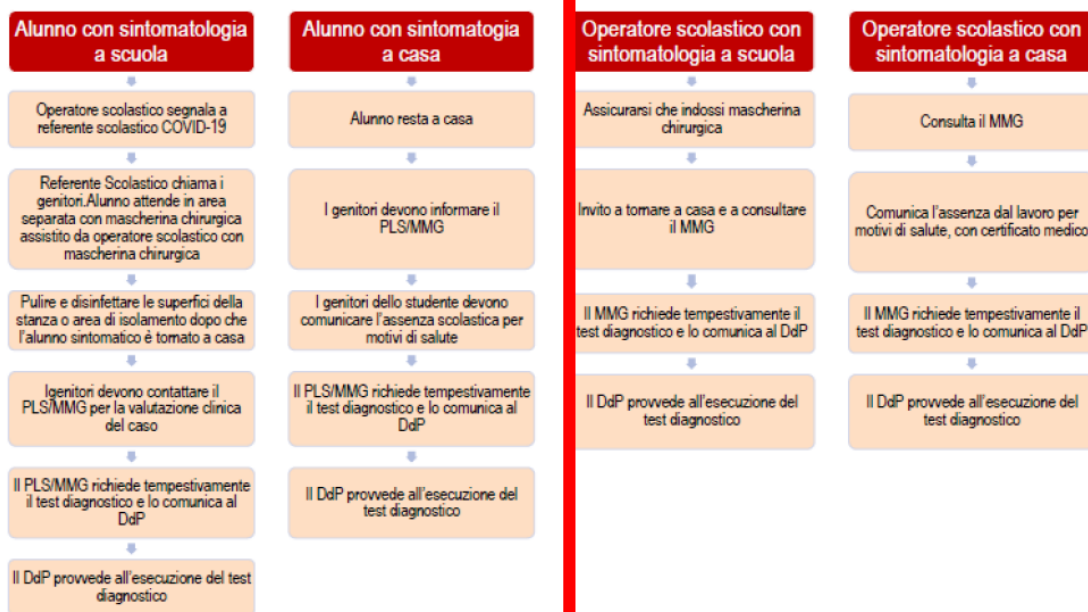 Alunno con sintomatologia
a scuola
Operatore scolastico segnala a
referente scolastico COVID-19
Referente Scolastico chiama i
genitori.Alunno attende in area
separata con mascherina chirurgica
assistito da operatore scolastico con
mascherina chirurgica
Pulire e disinfettare le superfici della
stanza o area di isolamento dopo che
l'alunno sintomatico è tornato a casa
Igenitori devono contattare il
PLS/MMG per la valutazione clinica
del caso
Il PLS/MMG richiede tempestivamente
il test diagnostico e lo comunica al
DdP
Il DdP provvede all'esecuzione del test
diagnostico
Alunno con sintomatogia
a casa
Alunno resta a casa
I genitori devono informare il
PLS/MMG
I genitori dello studente devono
comunicare l'assenza scolastica per
motivi di salute
Il PLS/MMG richiede tempestivamente
il test diagnostico e lo comunica al
DdP
Il DdP provvede all'esecuzione del
test diagnostico
Operatore scolastico con
sintomatologia a scuola
Assicurarsi che indossi mascherina
chirurgica
Invito a tornare a casa e a consultare
il MMG
Il MMG richiede tempestivamente il
test diagnostico e lo comunica al DdP
Il DdP provvede all'esecuzione del
test diagnostico
Operatore scolastico con
sintomatologia a casa
Consulta il MMG
Comunica l'assenza dal lavoro per
motivi di salute, con certificato medico
Il MMG richiede tempestivamente il
test diagnostico e lo comunica al DdP
Il DdP provvede all'esecuzione del
test diagnostico